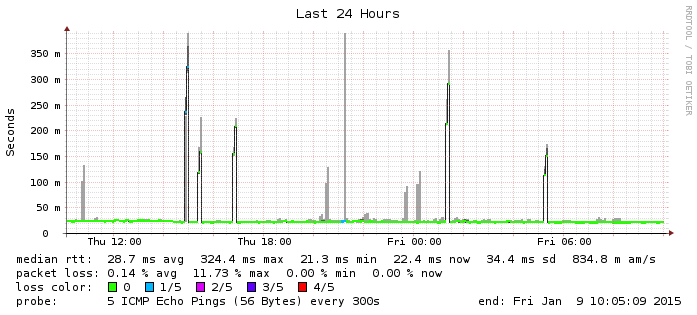 Last 24 Hours
RRDTOOL / TOBI OETIKER
Seconds
350 m
300 m
250 m
200 m
150 m
100 m
50 m
0
Thu 12:00 Thu 18:00 Fri 00:00 Fri 06:00
median rtt: 28.7 ms avg 324.4 ms max 21.3 ms min 22.4 ms now 34.4 ms sd 834.8 m am/s
packet loss: 0.14 % avg 11.73 % max 0.00 % min 0.00 % now
loss color: 0 1/5 2/5 3/5 4/5
probe: 5 ICMP Echo Pings (56 Bytes) every 300s end: Fri Jan 9 10:05:09 2015